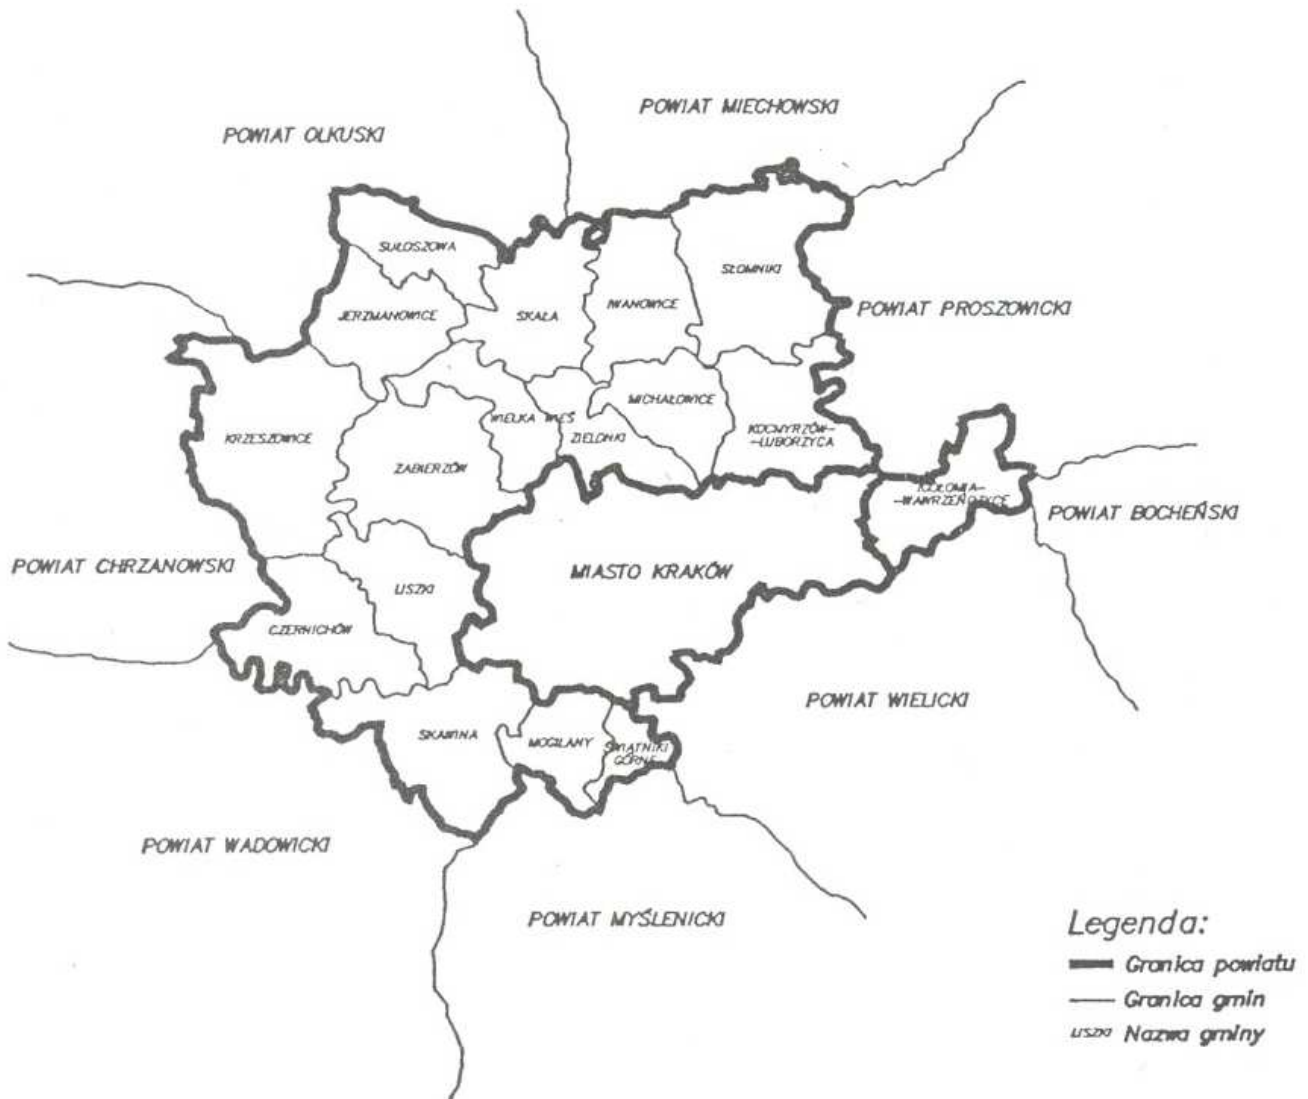 POWIAT MIECHOWSKI
POWIAT OLKUSKI
SUŁOSZOWA
SŁOMNIKI
IWANOWICE
POWIAT PROSZOWICKI
JERZMANOWICE
SKAŁA
MICHAŁOWICE
WIELKA WIEŚ
KOCMYRZÓW-
-LUBORZYCA
KRZESZOWICE
ZIELONKI
ZABIERZÓW
IGOŁOMIA-
-WAWRZEŃCZYCE
POWIAT BOCHEŃSKI
POWIAT CHRZANOWSKI
MIASTO KRAKÓW
LISZKI
CZERNICHÓW
POWIAT WIELICKI
SKAWINA
MOGILANY
ŚWIĄTNIKI
GÓRNE
POWIAT WADOWICKI
POWIAT MYŚLENICKI
Legenda:
Granica powiatu
Granica gmin
LISZKI Nazwa gminy